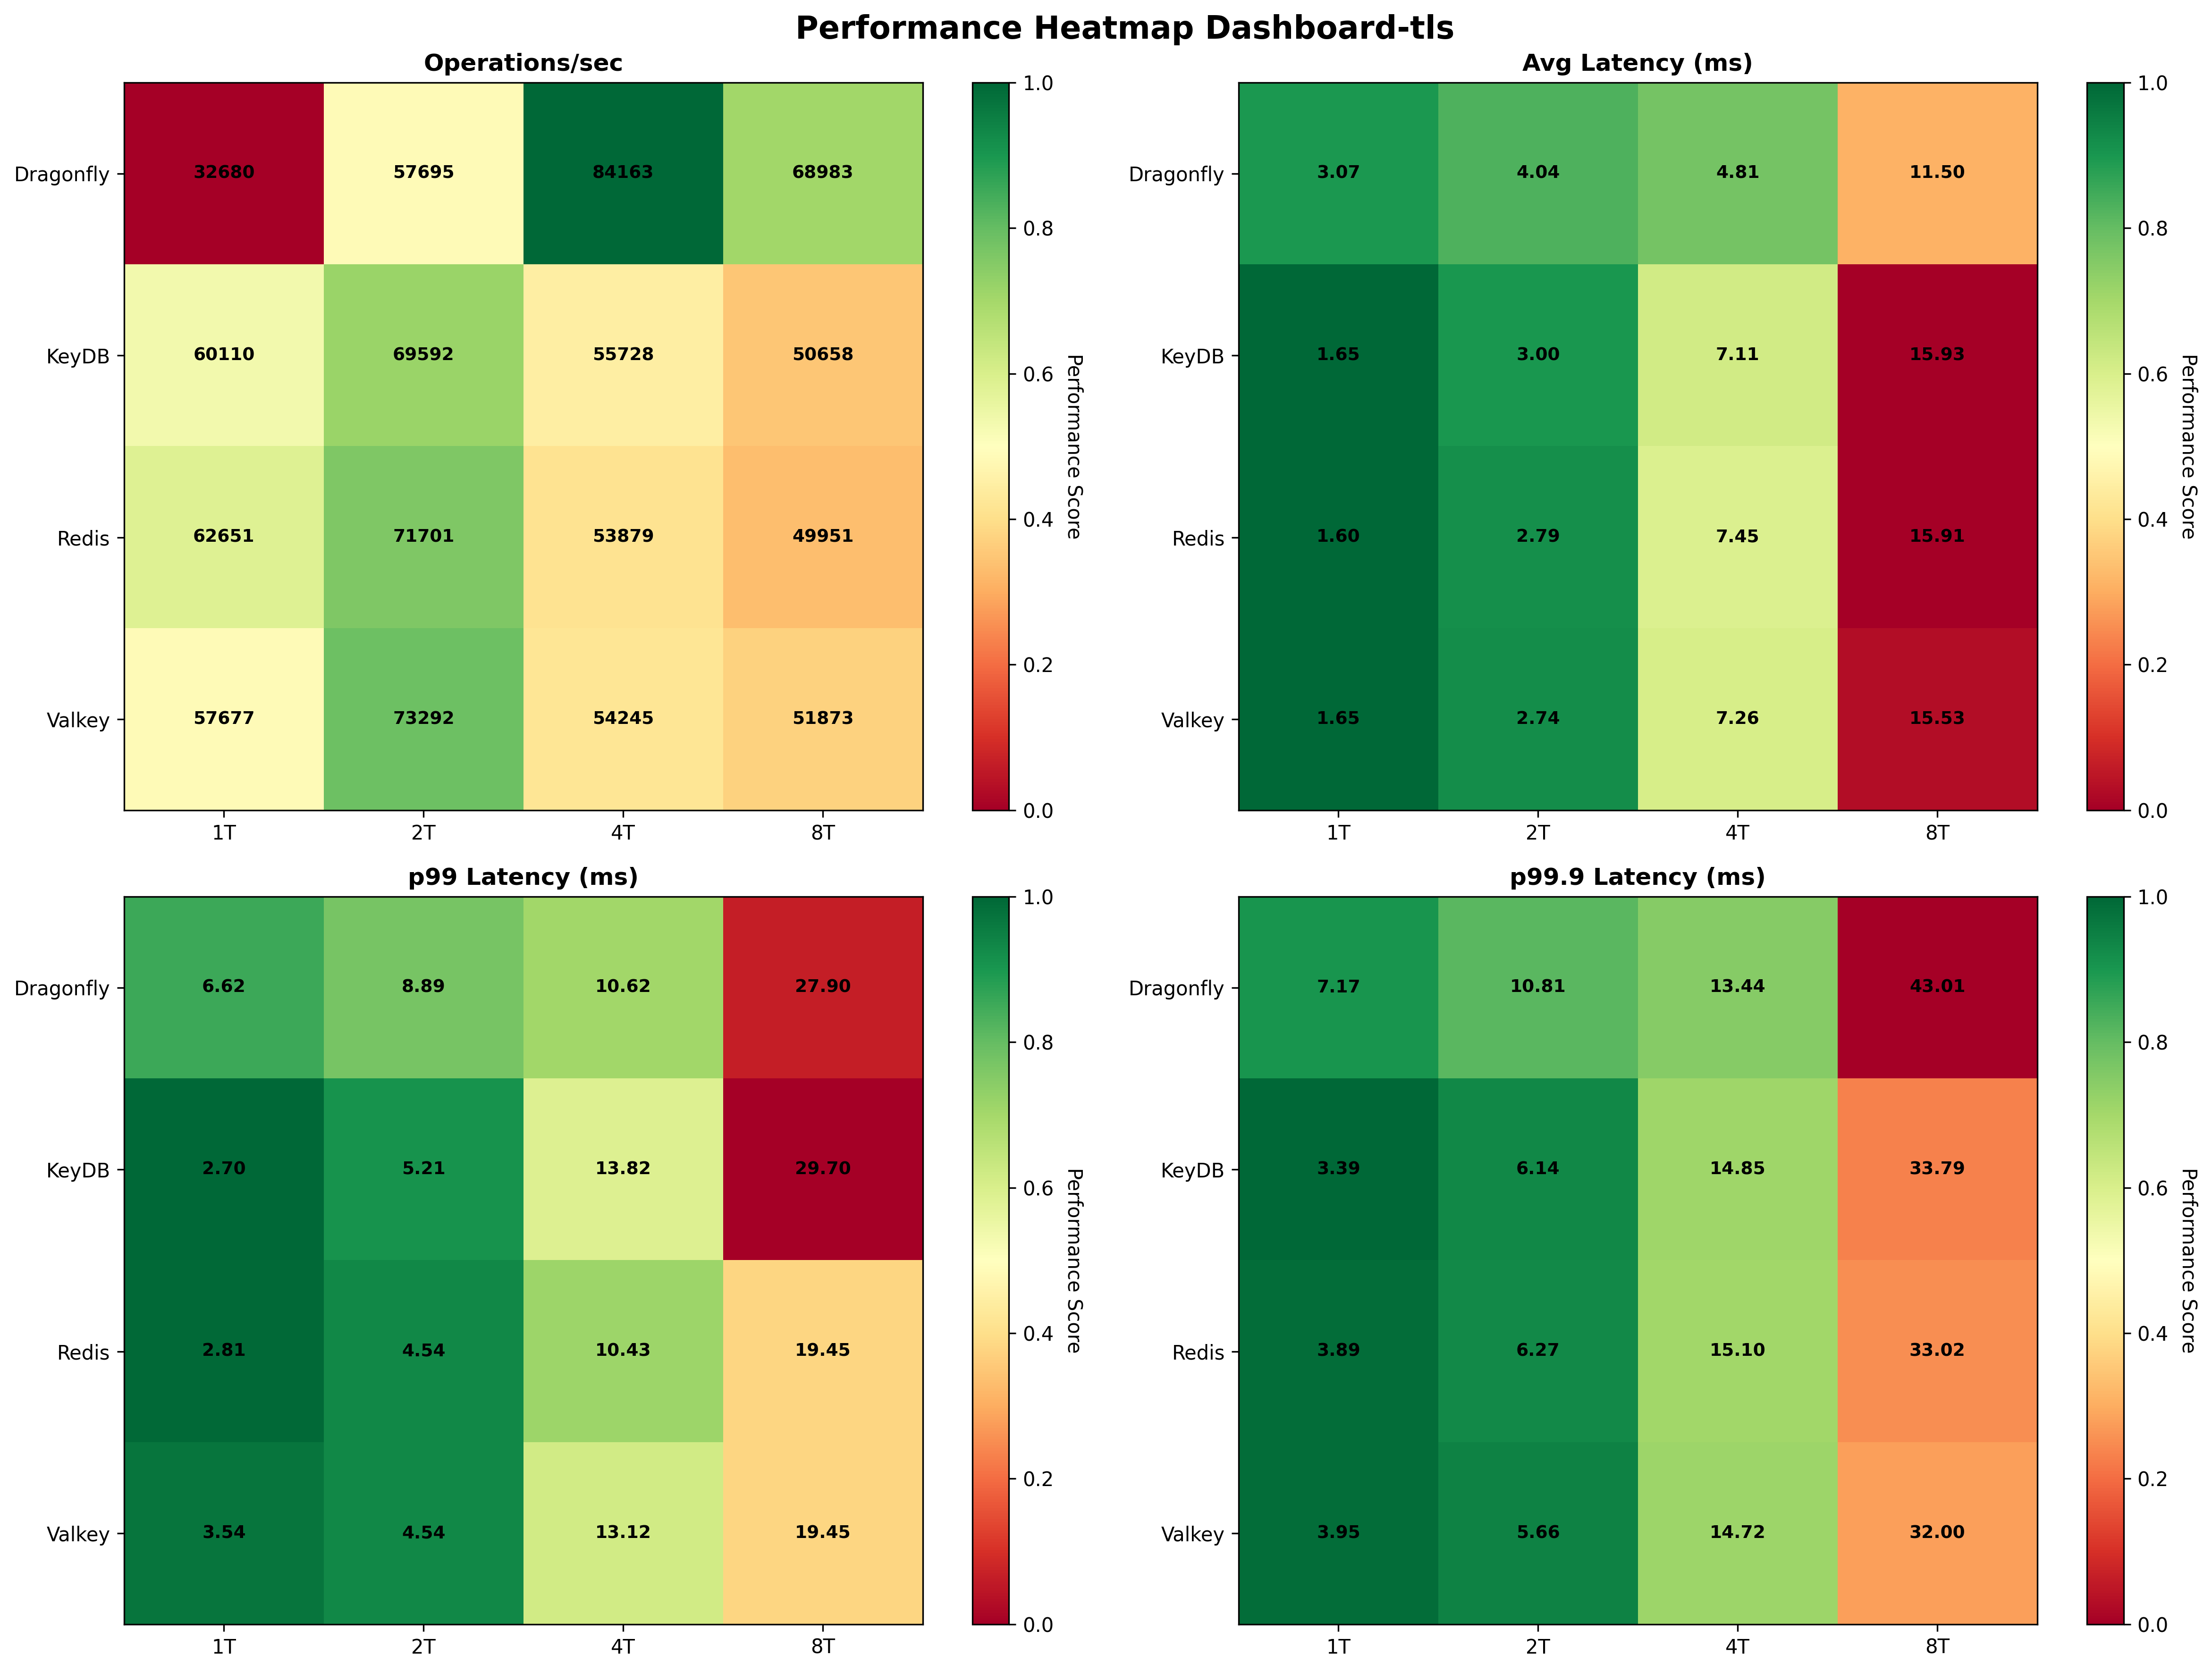 Performance Heatmap Dashboard-tls
Operations/sec
Dragonfly 32680 57695 84163 68983
KeyDB 60110 69592 55728 50658
Redis 62651 71701 53879 49951
Valkey 57677 73292 54245 51873
1T 2T 4T 8T
1.0
0.8
0.6
0.4
0.2
0.0
Performance Score
Avg Latency (ms)
Dragonfly 3.07 4.04 4.81 11.50
KeyDB 1.65 3.00 7.11 15.93
Redis 1.60 2.79 7.45 15.91
Valkey 1.65 2.74 7.26 15.53
1T 2T 4T 8T
1.0
0.8
0.6
0.4
0.2
0.0
Performance Score
p99 Latency (ms)
Dragonfly 6.62 8.89 10.62 27.90
KeyDB 2.70 5.21 13.82 29.70
Redis 2.81 4.54 10.43 19.45
Valkey 3.54 4.54 13.12 19.45
1T 2T 4T 8T
1.0
0.8
0.6
0.4
0.2
0.0
Performance Score
p99.9 Latency (ms)
Dragonfly 7.17 10.81 13.44 43.01
KeyDB 3.39 6.14 14.85 33.79
Redis 3.89 6.27 15.10 33.02
Valkey 3.95 5.66 14.72 32.00
1T 2T 4T 8T
1.0
0.8
0.6
0.4
0.2
0.0
Performance Score